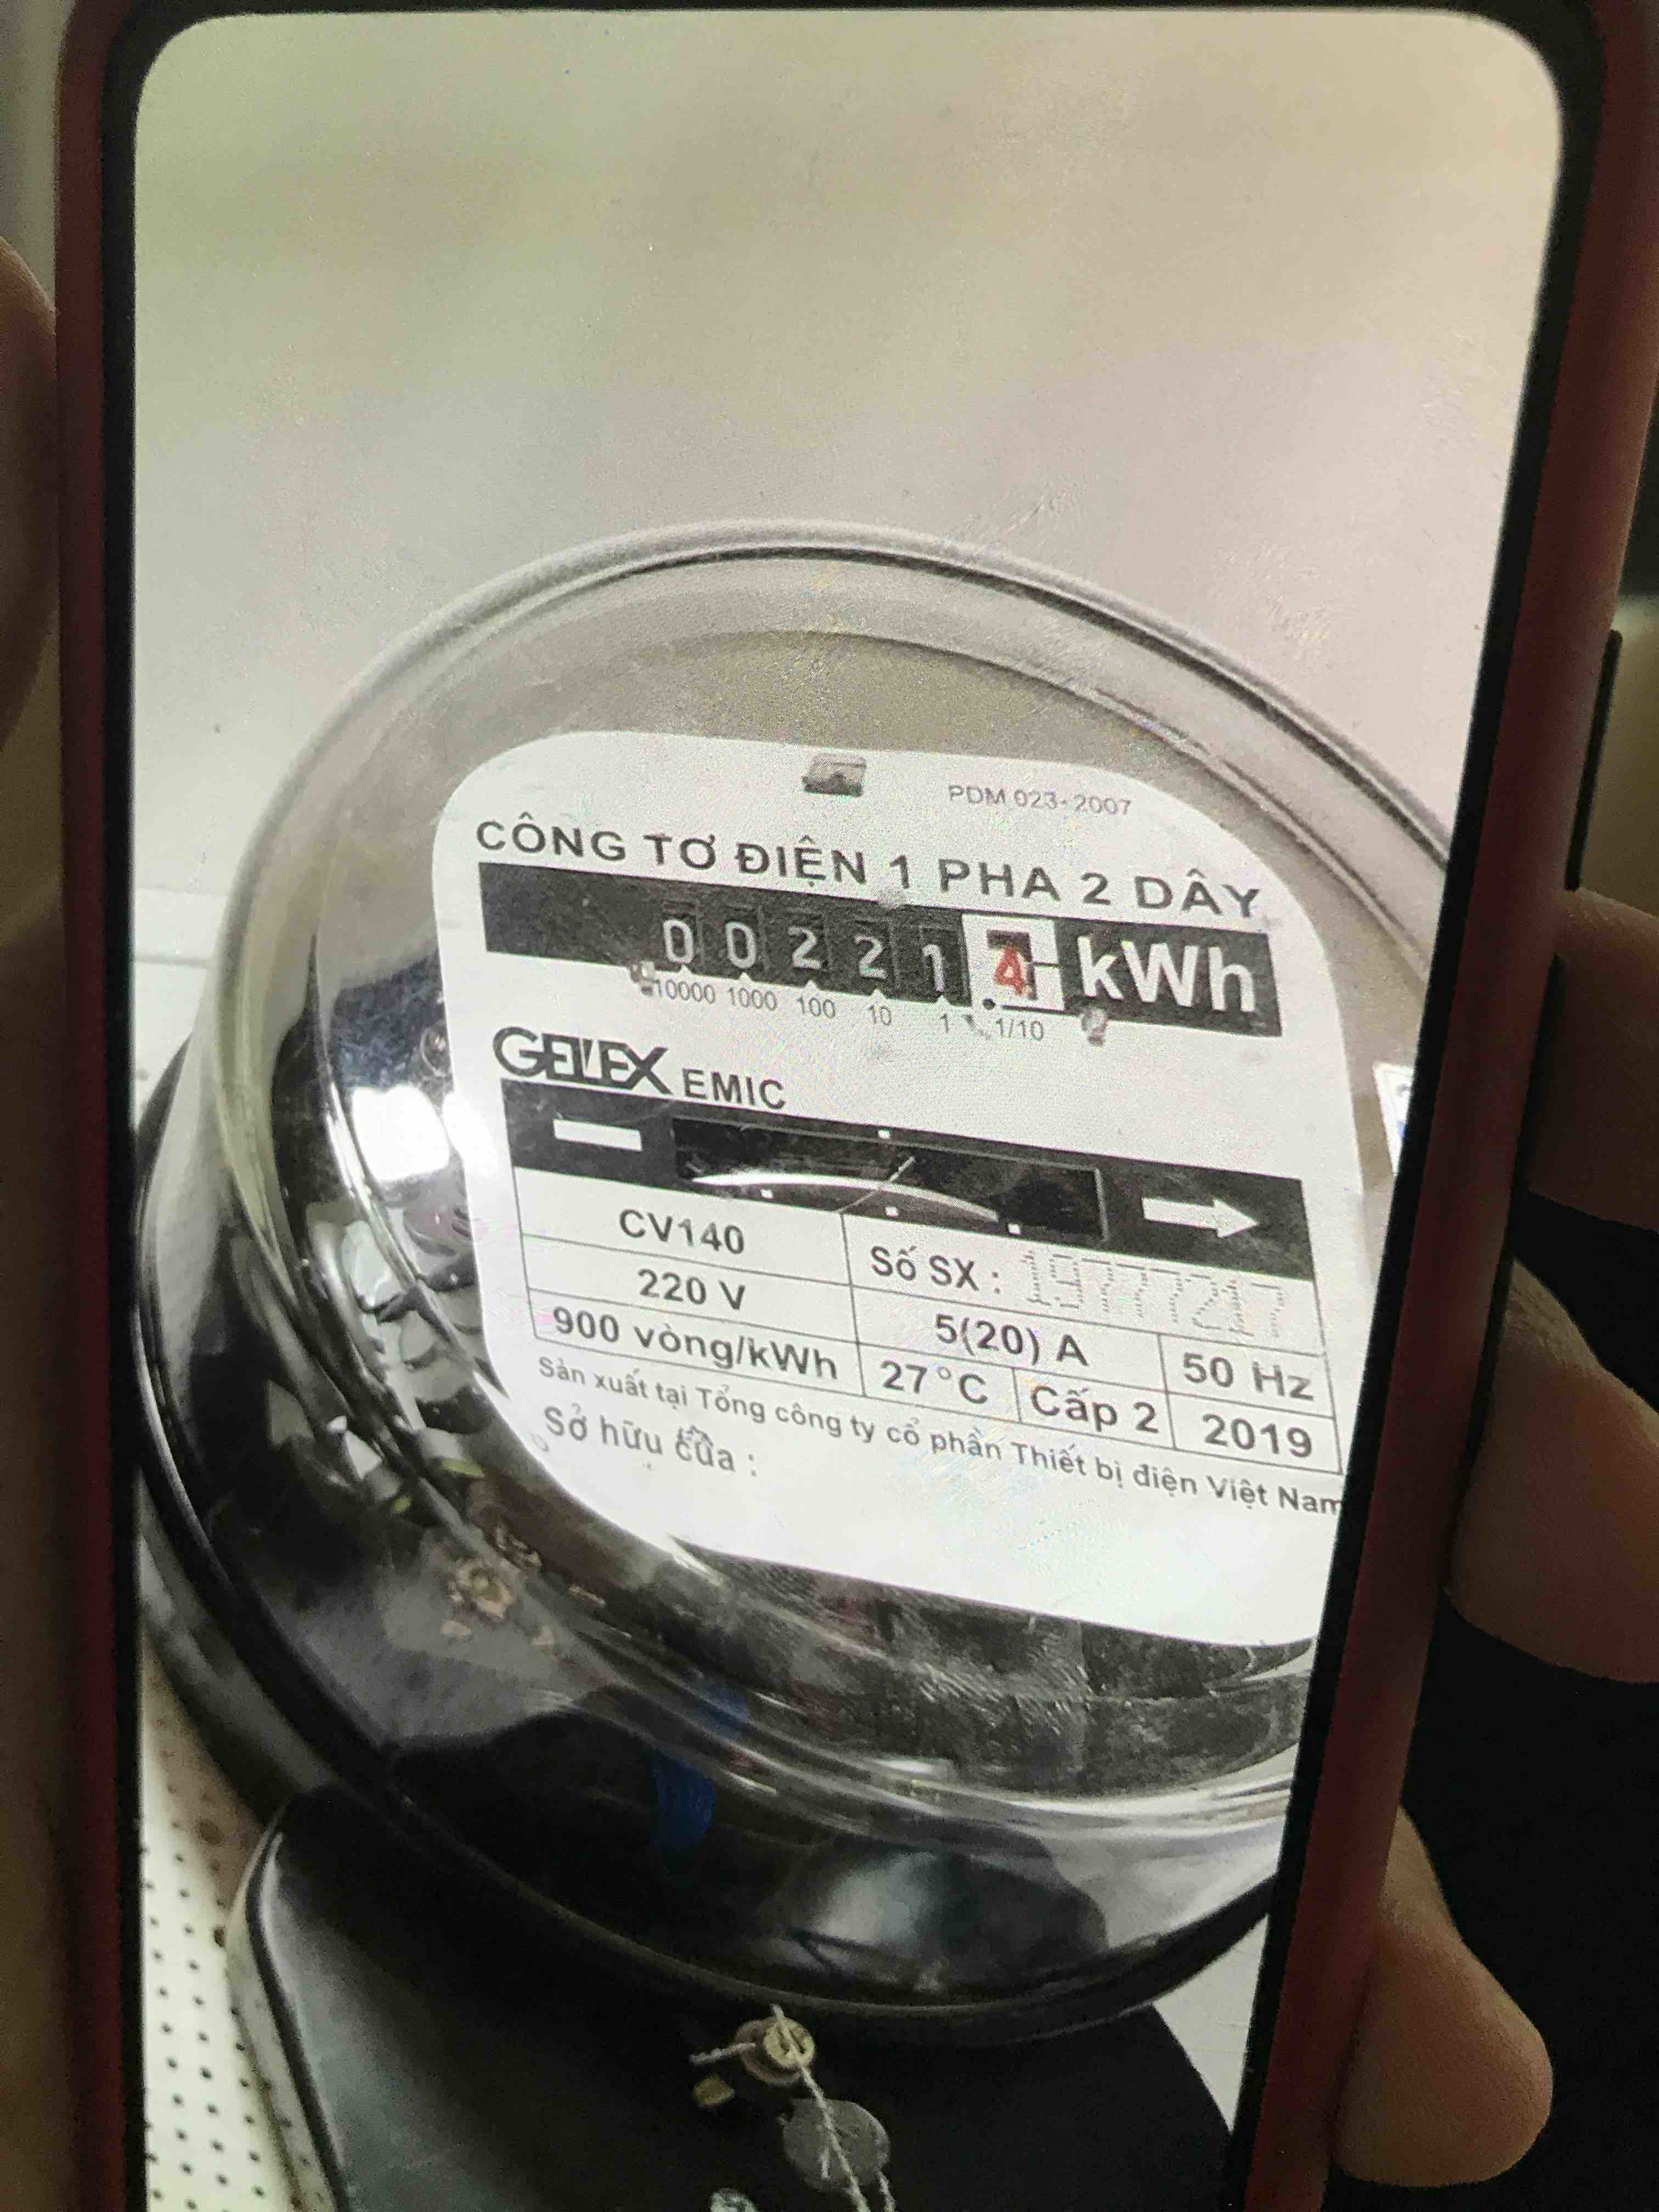 PDM 023-2007
CÔNG TƠ ĐIỆN 1 PHA 2 DÂY
0 0 2 2 1 4 kWh
10000 1000 100 10 1 1/10
GELEX EMIC
CV140 Số SX :
220 V 5(20) A 50 Hz
900 vòng/kWh 27°C Cấp 2 2019
Sản xuất tại Tổng công ty cổ phần Thiết bị điện Việt Nam
Sở hữu của :